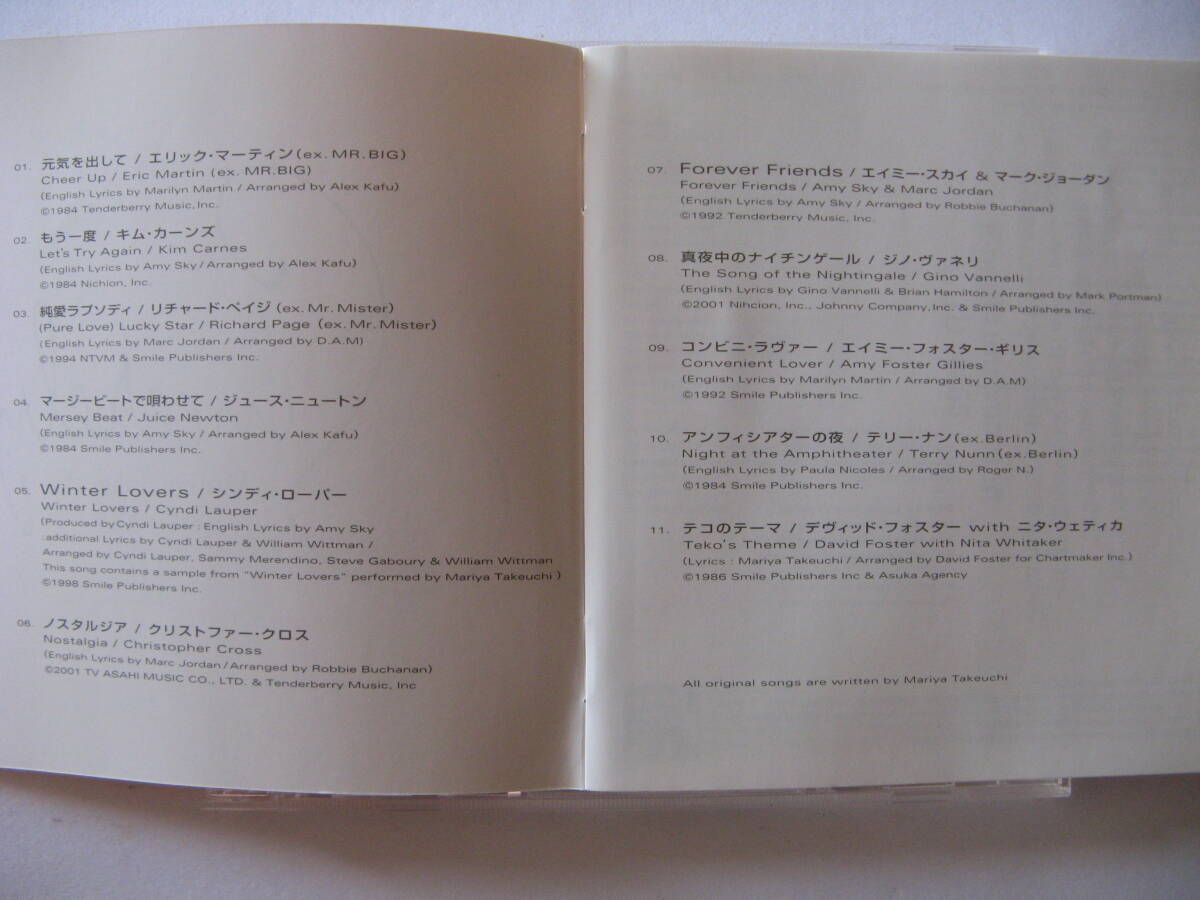 01. 元気を出して / エリック・マーティン(ex. MR. BIG)
Cheer Up / Eric Martin (ex. MR. BIG)
(English Lyrics by Marilyn Martin / Arranged by Alex Kafu)
©1984 Tenderberry Music, Inc.
02. もう一度 / キム・カーンズ
Let's Try Again / Kim Carnes
(English Lyrics by Amy Sky / Arranged by Alex Kafu)
©1984 Nichion, Inc.
03. 純愛ラプソディ / リチャード・ペイジ (ex. Mr. Mister)
(Pure Love) Lucky Star / Richard Page (ex. Mr. Mister)
(English Lyrics by Marc Jordan / Arranged by D.A.M)
©1994 NTVM & Smile Publishers Inc.
04. マージービートで唄わせて / ジュース・ニュートン
Mersey Beat / Juice Newton
(English Lyrics by Amy Sky / Arranged by Alex Kafu)
©1984 Smile Publishers Inc.
05. Winter Lovers / シンディ・ローパー
Winter Lovers / Cyndi Lauper
(Produced by Cyndi Lauper : English Lyrics by Amy Sky
:additional Lyrics by Cyndi Lauper & William Wittman /
Arranged by Cyndi Lauper, Sammy Merendino, Steve Gaboury & William Wittman
This song contains a sample from "Winter Lovers" performed by Mariya Takeuchi )
©1998 Smile Publishers Inc.
06. ノスタルジア / クリストファー・クロス
Nostalgia / Christopher Cross
(English Lyrics by Marc Jordan / Arranged by Robbie Buchanan)
©2001 TV ASAHI MUSIC CO., LTD. & Tenderberry Music, Inc
07. Forever Friends / エイミー・スカイ & マーク・ジョーダン
Forever Friends / Amy Sky & Marc Jordan
(English Lyrics by Amy Sky / Arranged by Robbie Buchanan)
©1992 Tenderberry Music, Inc.
08. 真夜中のナイチンゲール / ジノ・ヴァネリ
The Song of the Nightingale / Gino Vannelli
(English Lyrics by Gino Vannelli & Brian Hamilton / Arranged by Mark Portman)
©2001 Nihcion, Inc., Johnny Company, Inc. & Smile Publishers Inc.
09. コンビニ・ラヴァー / エイミー・フォスター・ギリス
Convenient Lover / Amy Foster Gillies
(English Lyrics by Marilyn Martin / Arranged by D.A.M)
©1992 Smile Publishers Inc.
10. アンフィシアターの夜 / テリー・ナン(ex.Berlin)
Night at the Amphitheater / Terry Nunn (ex.Berlin)
(English Lyrics by Paula Nicoles / Arranged by Roger N.)
©1984 Smile Publishers Inc.
11. テコのテーマ / デヴィッド・フォスター with ニタ・ウェティカ
Teko's Theme / David Foster with Nita Whitaker
(Lyrics : Mariya Takeuchi / Arranged by David Foster for Chartmaker Inc.)
©1986 Smile Publishers Inc & Asuka Agency
All original songs are written by Mariya Takeuchi